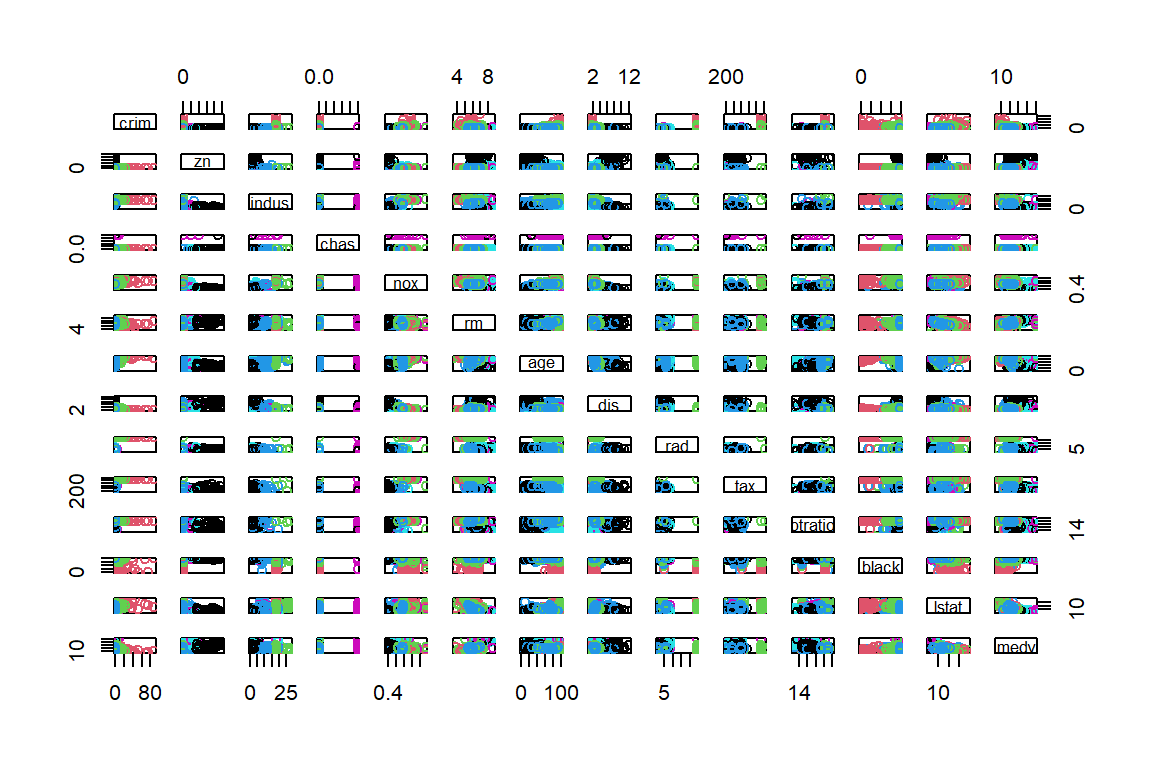 0 0.0 4 8 2 12 200 0 10
crim 0
0 zn
indus 0
0.0 chas
nox 0.4
4 rm
age 0
2 dis
rad 5
200 tax
ptratio 14
0 black
lstat 10
10 medv
0 80 0 25 0.4 0 100 5 14 10